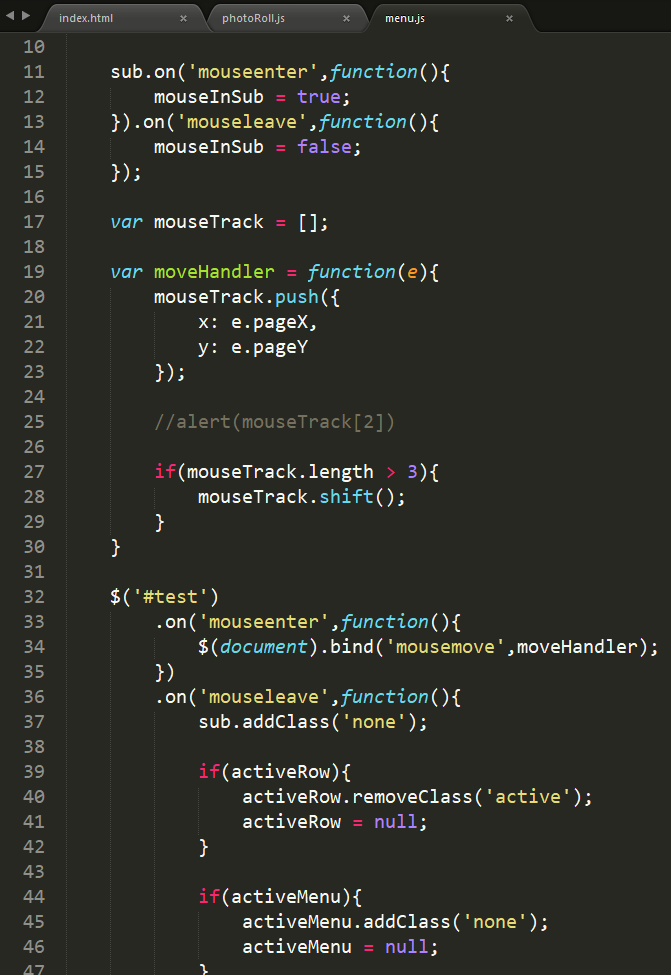 index.html × photoRoll.js × menu.js ×
10
11 sub.on('mouseenter',function(){
12 mouseInSub = true;
13 }).on('mouseleave',function(){
14 mouseInSub = false;
15 });
16
17 var mouseTrack = [];
18
19 var moveHandler = function(e){
20 mouseTrack.push({
21 x: e.pageX,
22 y: e.pageY
23 });
24
25 //alert(mouseTrack[2])
26
27 if(mouseTrack.length > 3){
28 mouseTrack.shift();
29 }
30 }
31
32 $('#test')
33 .on('mouseenter',function(){
34 $(document).bind('mousemove',moveHandler);
35 })
36 .on('mouseleave',function(){
37 sub.addClass('none');
38
39 if(activeRow){
40 activeRow.removeClass('active');
41 activeRow = null;
42 }
43
44 if(activeMenu){
45 activeMenu.addClass('none');
46 activeMenu = null;
47 }